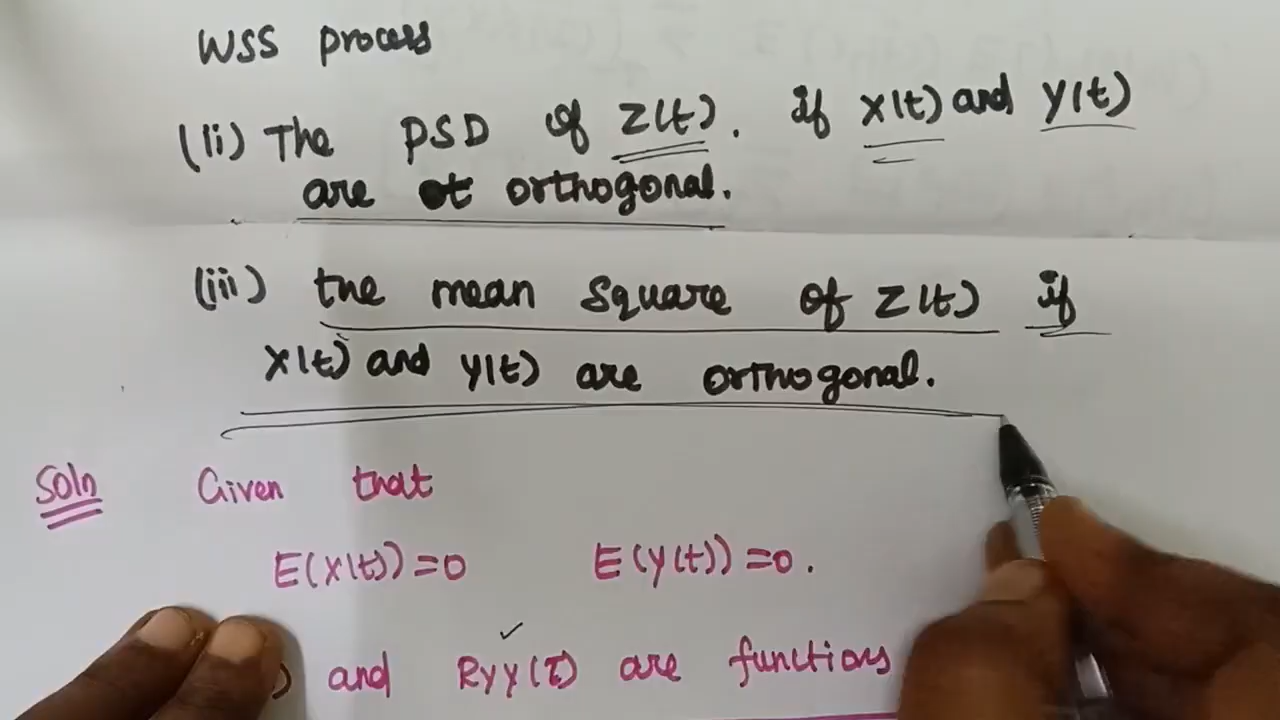 WSS process
(ii) The PSD of Z(t). if X(t) and Y(t)
are orthogonal.
(iii) the mean square of Z(t) if
X(t) and Y(t) are orthogonal.
Soln Given that
E(X(t))=0 E(Y(t))=0.
) and Ryy(τ) are functions